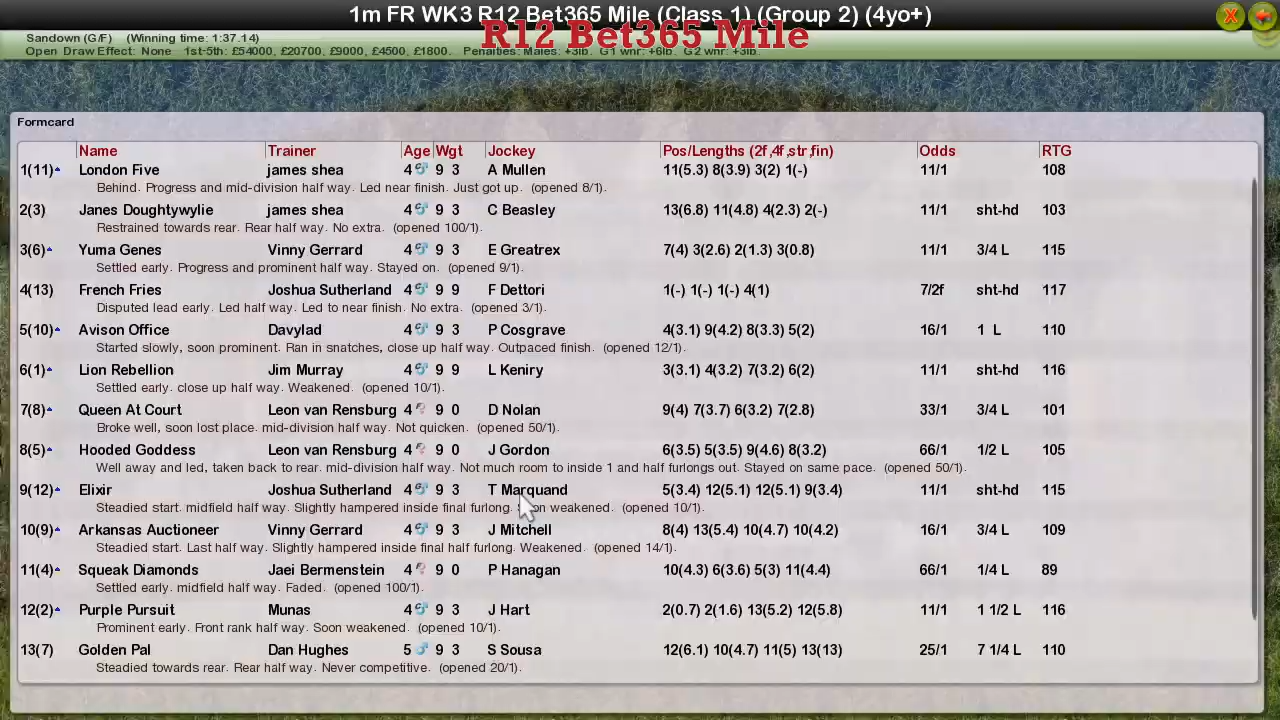 1m FR WK3 R12 Bet365 Mile (Class 1) (Group 2) (4yo+)
R12 Bet365 Mile
Sandown (G/F) (Winning time: 1:37.14)
Open Draw Effect: None 1st-5th: £54000, £20700, £9000, £4500, £1800. Penalties: Males: +3lb. G1 wnr: +6lb. G2 wnr: +3lb.
Formcard
Name Trainer Age Wgt Jockey Pos/Lengths (2f,4f,str,fin) Odds RTG
1(11) London Five james shea 4 9 3 A Mullen 11(5.3) 8(3.9) 3(2) 1(-) 11/1 108
Behind. Progress and mid-division half way. Led near finish. Just got up. (opened 8/1).
2(3) Janes Doughtywylie james shea 4 9 3 C Beasley 13(6.8) 11(4.8) 4(2.3) 2(-) 11/1 sht-hd 103
Restrained towards rear. Rear half way. No extra. (opened 100/1).
3(6) Yuma Genes Vinny Gerrard 4 9 3 E Greatrex 7(4) 3(2.6) 2(1.3) 3(0.8) 11/1 3/4 L 115
Settled early. Progress and prominent half way. Stayed on. (opened 9/1).
4(13) French Fries Joshua Sutherland 4 9 9 F Dettori 1(-) 1(-) 1(-) 4(1) 7/2f sht-hd 117
Disputed lead early. Led half way. Led to near finish. No extra. (opened 3/1).
5(10) Avison Office Davylad 4 9 3 P Cosgrave 4(3.1) 9(4.2) 8(3.3) 5(2) 16/1 1 L 110
Started slowly, soon prominent. Ran in snatches, close up half way. Outpaced finish. (opened 12/1).
6(1) Lion Rebellion Jim Murray 4 9 9 L Keniry 3(3.1) 4(3.2) 7(3.2) 6(2) 11/1 sht-hd 116
Settled early. close up half way. Weakened. (opened 10/1).
7(8) Queen At Court Leon van Rensburg 4 9 0 D Nolan 9(4) 7(3.7) 6(3.2) 7(2.8) 33/1 3/4 L 101
Broke well, soon lost place. mid-division half way. Not quicken. (opened 50/1).
8(5) Hooded Goddess Leon van Rensburg 4 9 0 J Gordon 6(3.5) 5(3.5) 9(4.6) 8(3.2) 66/1 1/2 L 105
Well away and led, taken back to rear. mid-division half way. Not much room to inside 1 and half furlongs out. Stayed on same pace. (opened 50/1).
9(12) Elixir Joshua Sutherland 4 9 3 T Marquand 5(3.4) 12(5.1) 12(5.1) 9(3.4) 11/1 sht-hd 115
Steadied start. midfield half way. Slightly hampered inside final furlong. weakened. (opened 10/1).
10(9) Arkansas Auctioneer Vinny Gerrard 4 9 3 J Mitchell 8(4) 13(5.4) 10(4.7) 10(4.2) 16/1 3/4 L 109
Steadied start. Last half way. Slightly hampered inside final half furlong. Weakened. (opened 14/1).
11(4) Squeak Diamonds Jaei Bermenstein 4 9 0 P Hanagan 10(4.3) 6(3.6) 5(3) 11(4.4) 66/1 1/4 L 89
Settled early. midfield half way. Faded. (opened 100/1).
12(2) Purple Pursuit Munas 4 9 3 J Hart 2(0.7) 2(1.6) 13(5.2) 12(5.8) 11/1 1 1/2 L 116
Prominent early. Front rank half way. Soon weakened. (opened 10/1).
13(7) Golden Pal Dan Hughes 5 9 3 S Sousa 12(6.1) 10(4.7) 11(5) 13(13) 25/1 7 1/4 L 110
Steadied towards rear. Rear half way. Never competitive. (opened 20/1).